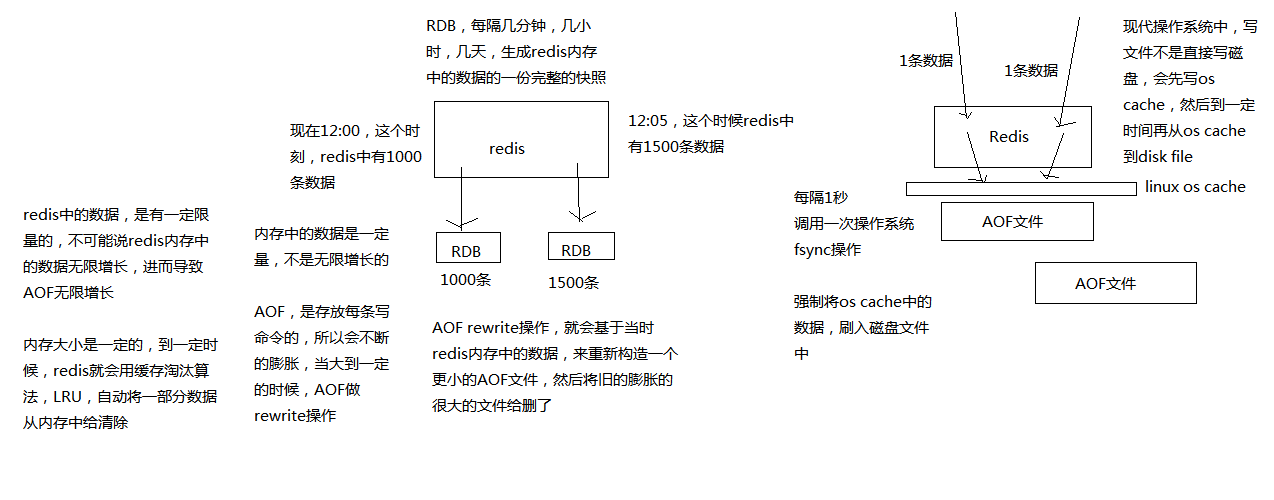 RDB，每隔几分钟，几小
时，几天，生成redis内存
中的数据的一份完整的快照
现在12:00，这个时
刻，redis中有1000
条数据
redis
12:05，这个时候redis中
有1500条数据
RDB
1000条
RDB
1500条
redis中的数据，是有一定限
量的，不可能说redis内存中
的数据无限增长，进而导致
AOF无限增长
内存大小是一定的，到一定时
候，redis就会用缓存淘汰算
法，LRU，自动将一部分数据
从内存中给清除
内存中的数据是一定
量，不是无限增长的
AOF，是存放每条写
命令的，所以会不断
的膨胀，当大到一定
的时候，AOF做
rewrite操作
AOF rewrite操作，就会基于当时
redis内存中的数据，来重新构造一个
更小的AOF文件，然后将旧的膨胀的
很大的文件给删了
1条数据
1条数据
Redis
现代操作系统中，写
文件不是直接写磁
盘，会先写os
cache，然后到一定
时间再从os cache
到disk file
linux os cache
每隔1秒
调用一次操作系统
fsync操作
强制将os cache中的
数据，刷入磁盘文件
中
AOF文件
AOF文件